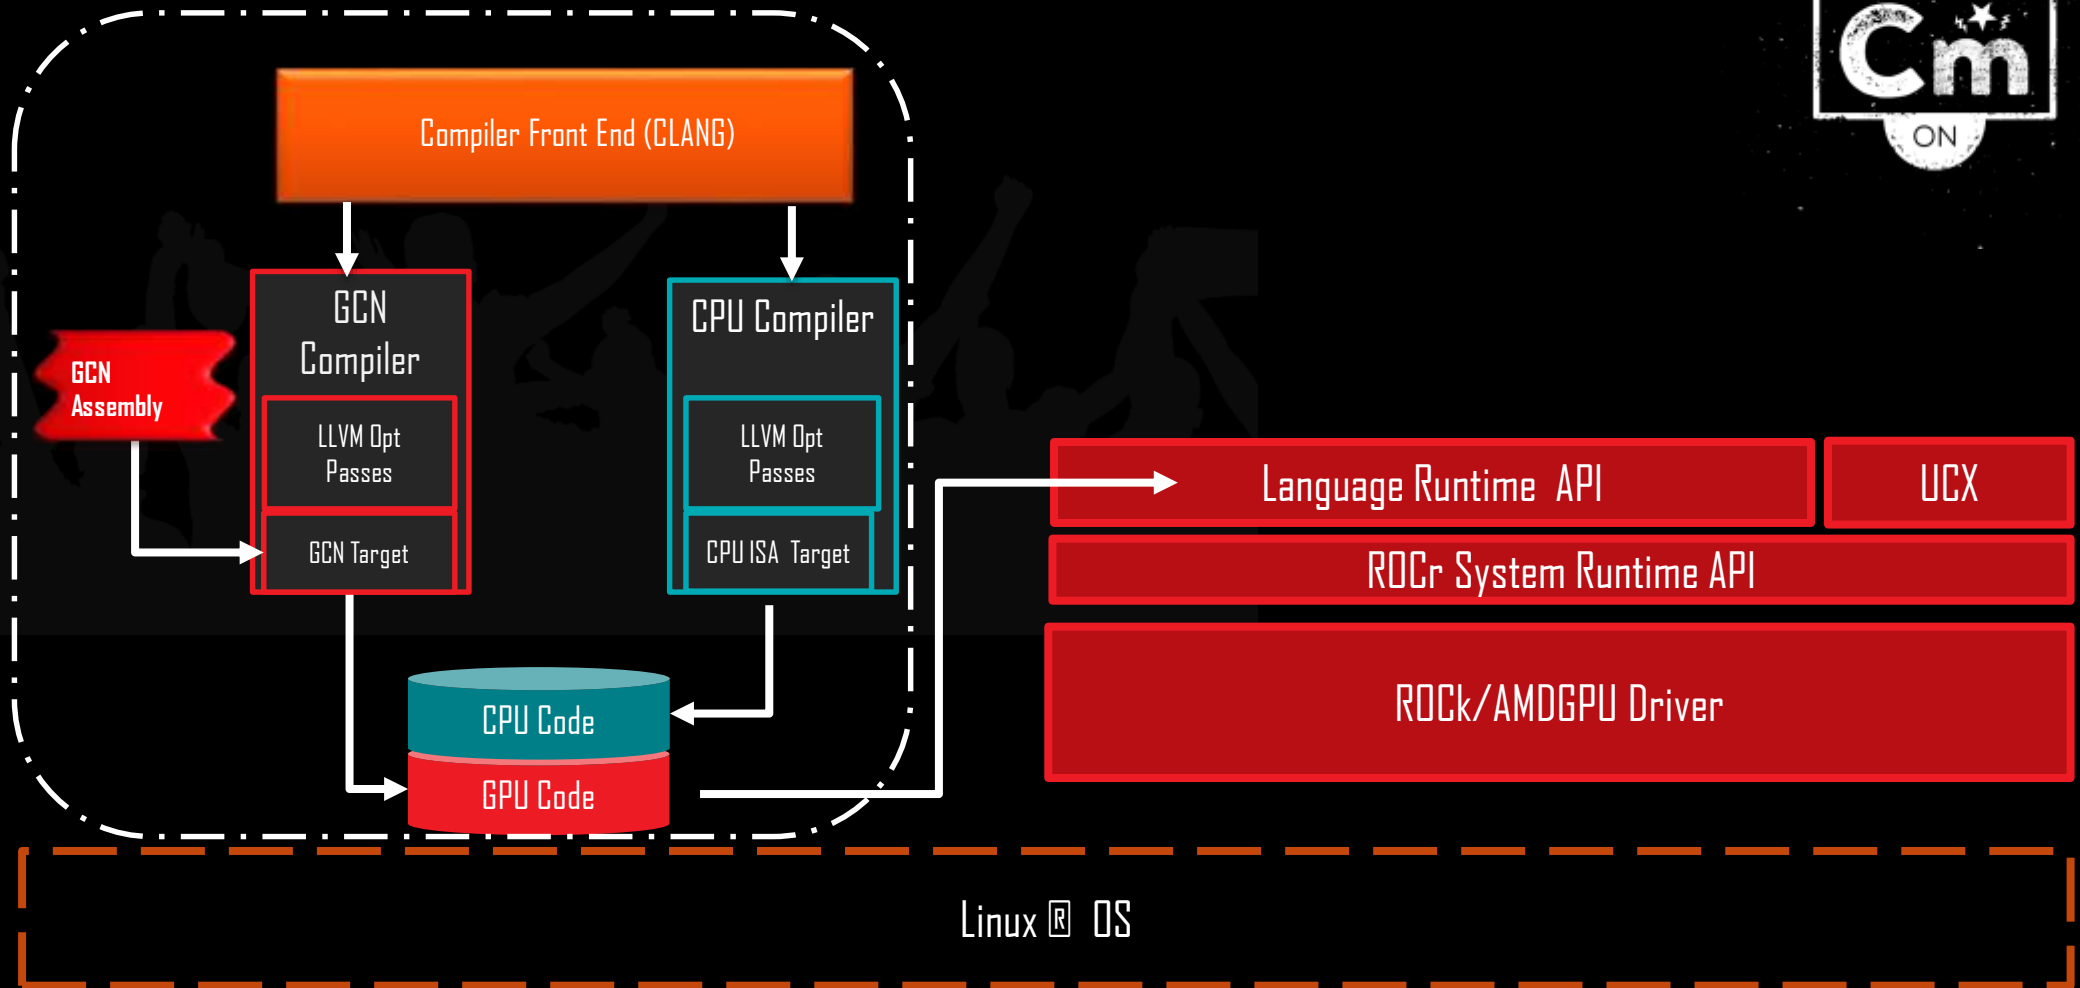 Cm
ON
Compiler Front End (CLANG)
GCN
Compiler
CPU Compiler
GCN
Assembly
LLVM Opt
Passes
LLVM Opt
Passes
GCN Target
CPU ISA Target
Language Runtime API
UCX
ROCr System Runtime API
ROCk/AMDGPU Driver
CPU Code
GPU Code
Linux ® OS